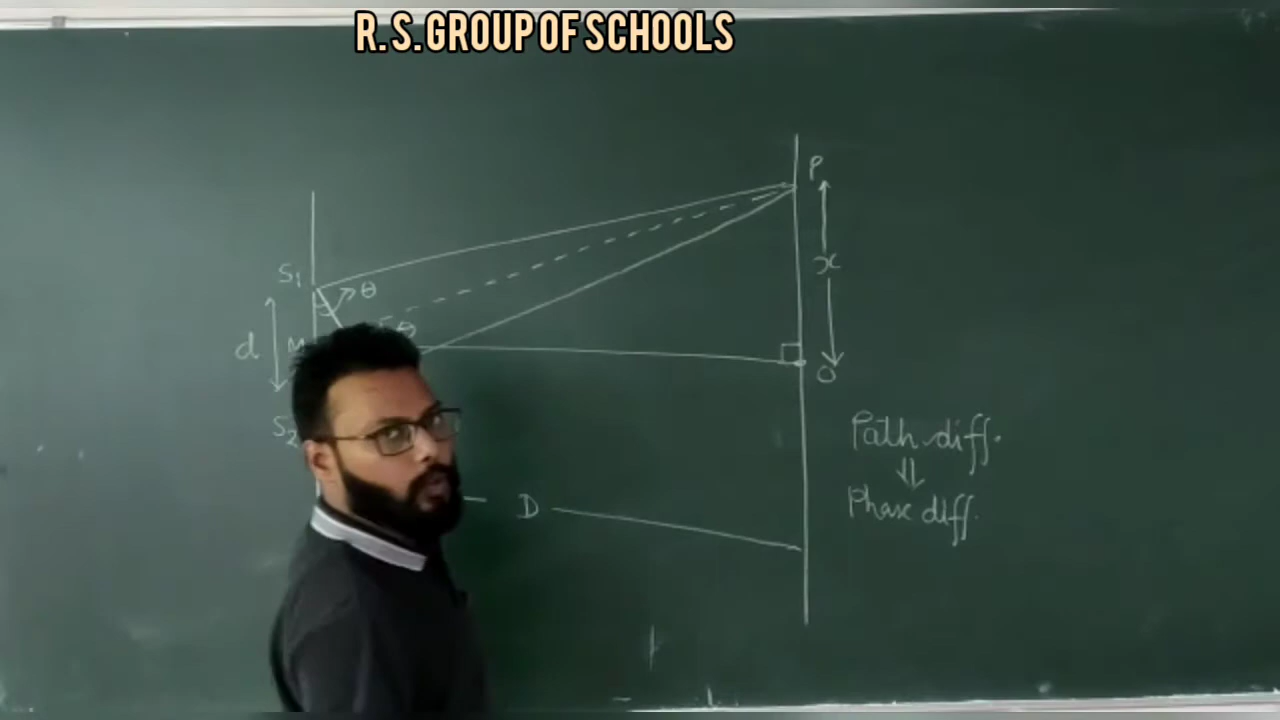 R. S. GROUP OF SCHOOLS
P
x
S1
θ
θ
d
M
O
S2
Path diff.
⇓
Phase diff.
D